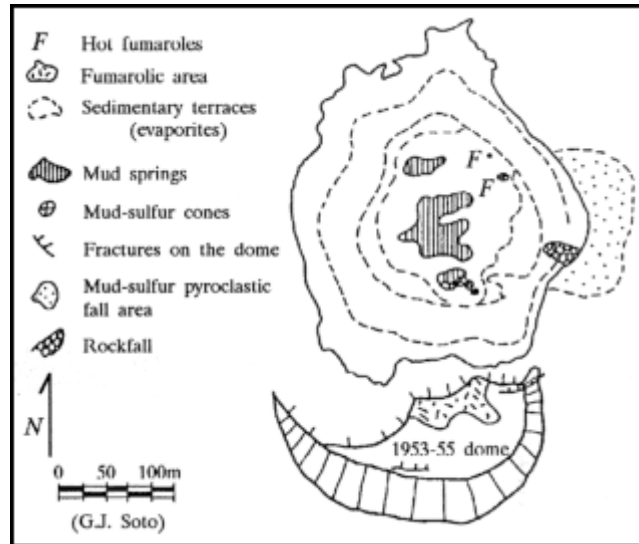 F Hot fumaroles
Fumarolic area
Sedimentary terraces
(evaporites)
Mud springs
Mud-sulfur cones
Fractures on the dome
Mud-sulfur pyroclastic
fall area
Rockfall
N
0 50 100m
(G.J. Soto)
F
F
1953-55 dome